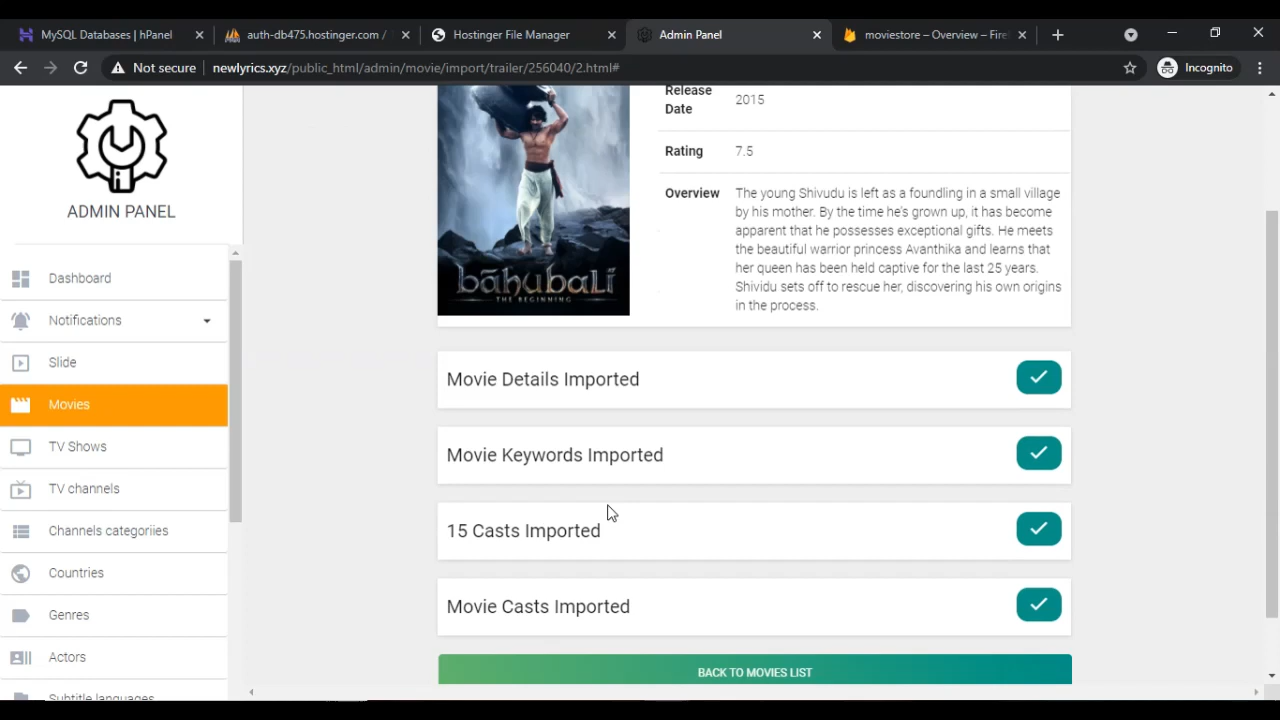 MySQL Databases | hPanel
auth-db475.hostinger.com /
Hostinger File Manager
Admin Panel
moviestore – Overview – Fire
Not secure
newlyrics.xyz/public_html/admin/movie/import/trailer/256040/2.html#
Incognito
ADMIN PANEL
Dashboard
Notifications
Slide
Movies
TV Shows
TV channels
Channels categoriies
Countries
Genres
Actors
Subtitle languages
bāhubali
THE BEGINNING
Release
Date
2015
Rating
7.5
Overview
The young Shivudu is left as a foundling in a small village
by his mother. By the time he's grown up, it has become
apparent that he possesses exceptional gifts. He meets
the beautiful warrior princess Avanthika and learns that
her queen has been held captive for the last 25 years.
Shividu sets off to rescue her, discovering his own origins
in the process.
Movie Details Imported
Movie Keywords Imported
15 Casts Imported
Movie Casts Imported
BACK TO MOVIES LIST